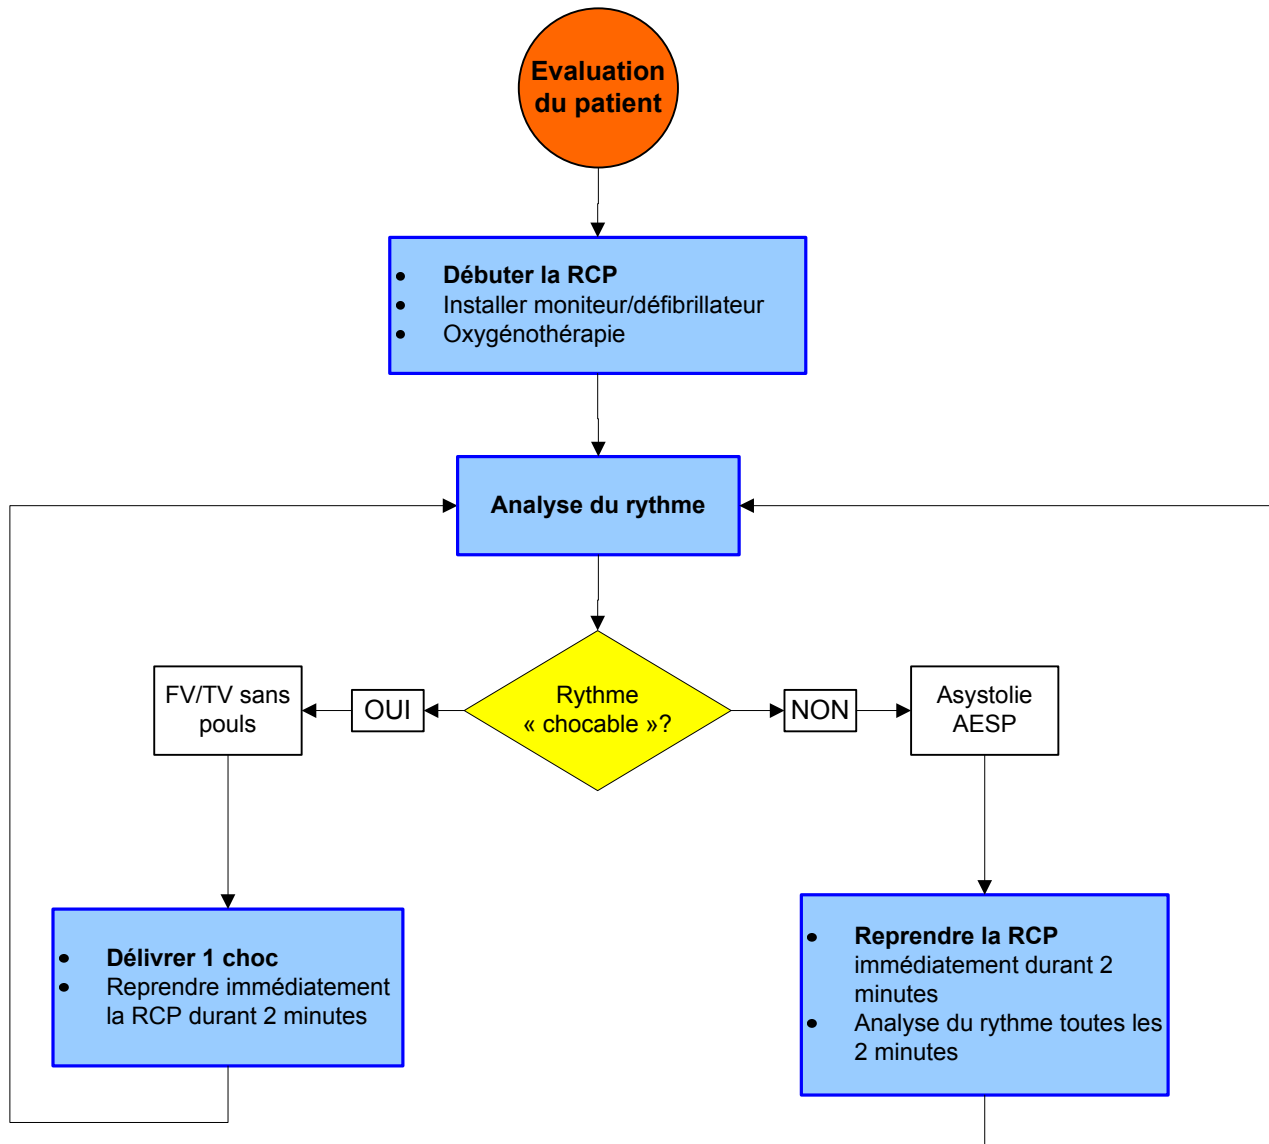 Evaluation
du patient
• Débuter la RCP
• Installer moniteur/défibrillateur
• Oxygénothérapie
Analyse du rythme
Rythme
« chocable »?
OUI
FV/TV sans
pouls
NON
Asystolie
AESP
• Délivrer 1 choc
• Reprendre immédiatement
la RCP durant 2 minutes
• Reprendre la RCP
immédiatement durant 2
minutes
• Analyse du rythme toutes les
2 minutes